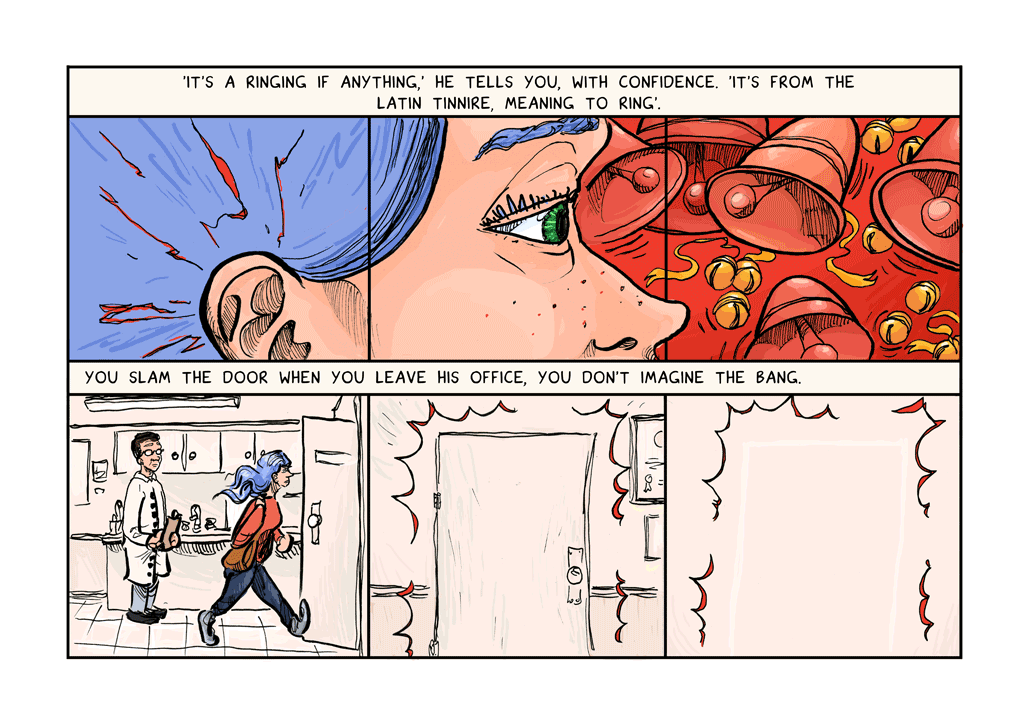 'IT'S A RINGING IF ANYTHING,' HE TELLS YOU, WITH CONFIDENCE. 'IT'S FROM THE
LATIN TINNIRE, MEANING TO RING'.
YOU SLAM THE DOOR WHEN YOU LEAVE HIS OFFICE, YOU DON'T IMAGINE THE BANG.